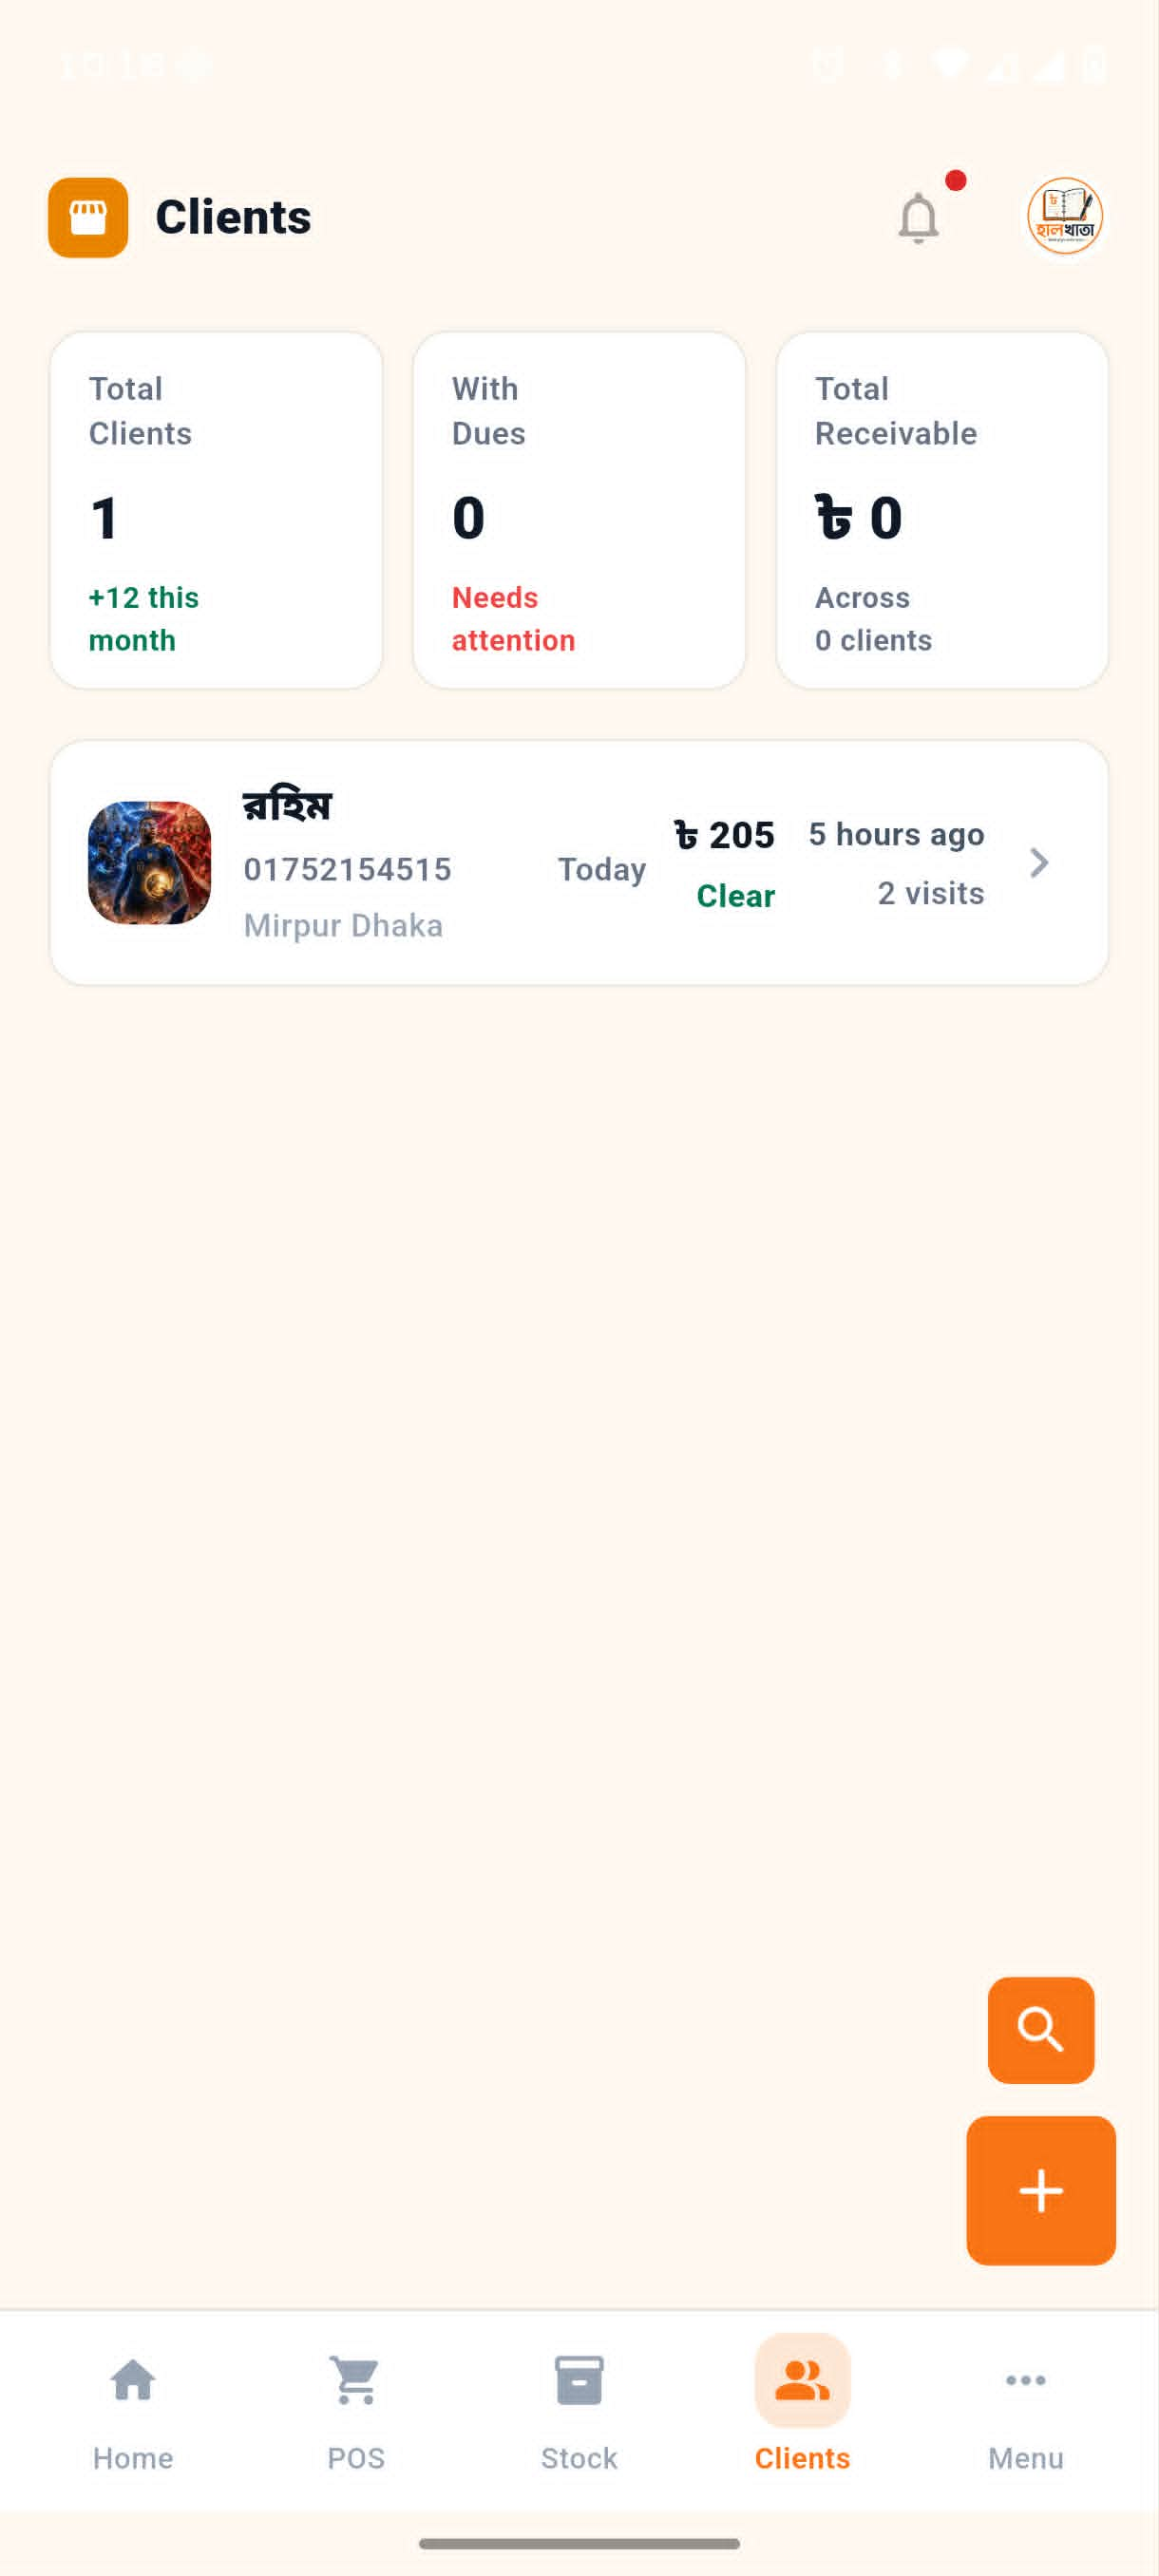 Clients
হালখাতা
Total
Clients
1
+12 this
month
With
Dues
0
Needs
attention
Total
Receivable
৳ 0
Across
0 clients
রহিম
01752154515
Mirpur Dhaka
Today
৳ 205
Clear
5 hours ago
2 visits
Home
POS
Stock
Clients
Menu